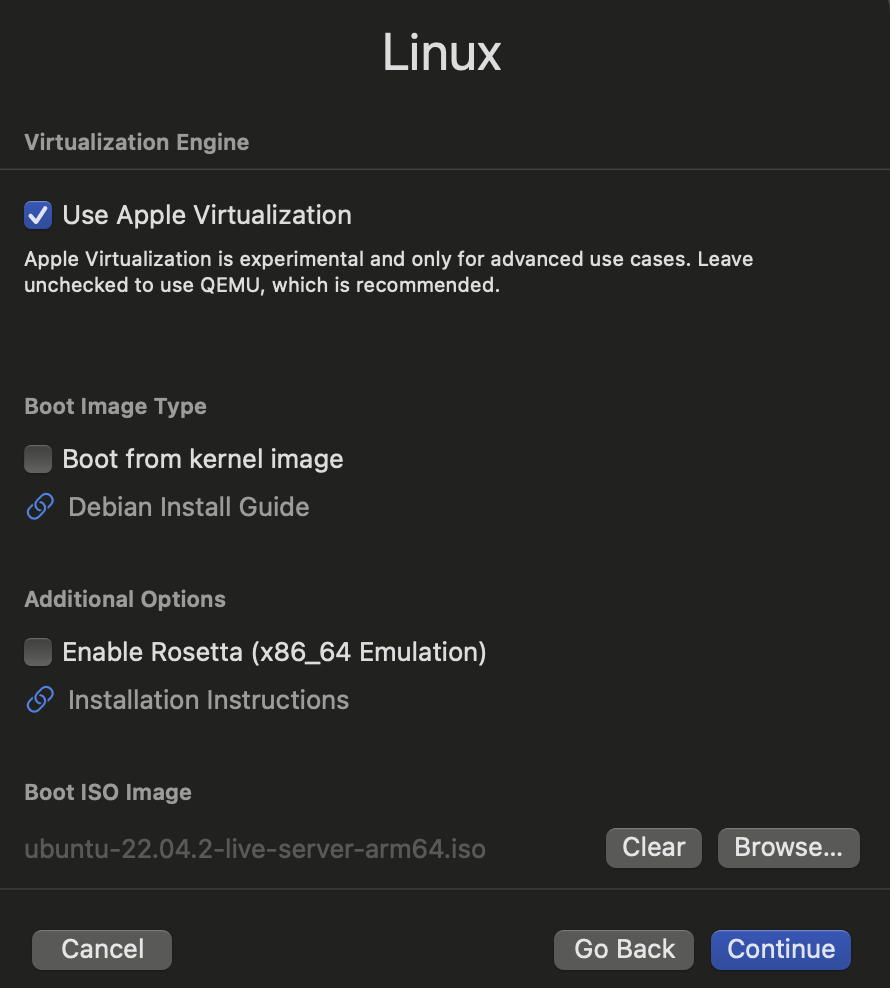 Linux
Virtualization Engine
Use Apple Virtualization
Apple Virtualization is experimental and only for advanced use cases. Leave
unchecked to use QEMU, which is recommended.
Boot Image Type
Boot from kernel image
Debian Install Guide
Additional Options
Enable Rosetta (x86_64 Emulation)
Installation Instructions
Boot ISO Image
ubuntu-22.04.2-live-server-arm64.iso
Clear
Browse...
Cancel
Go Back
Continue